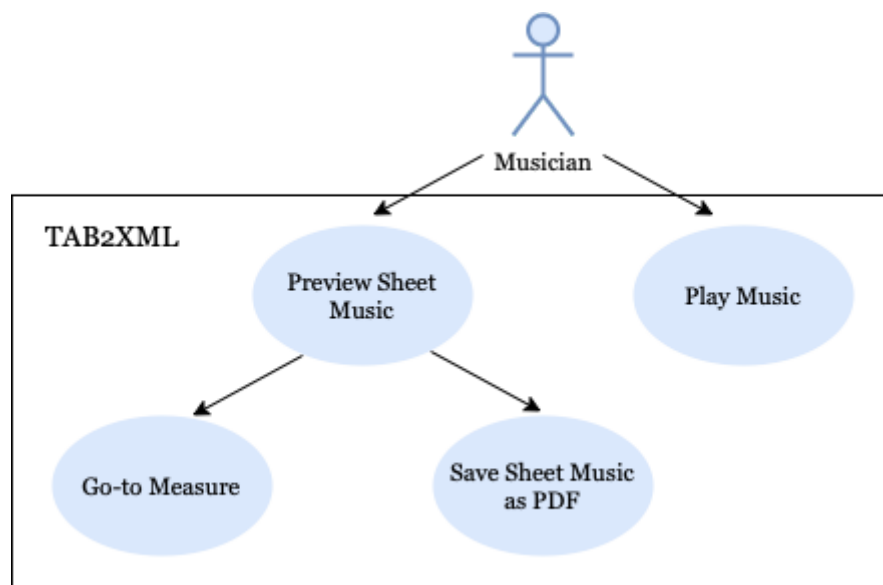 Musician
TAB2XML
Preview Sheet
Music
Play Music
Go-to Measure
Save Sheet Music
as PDF